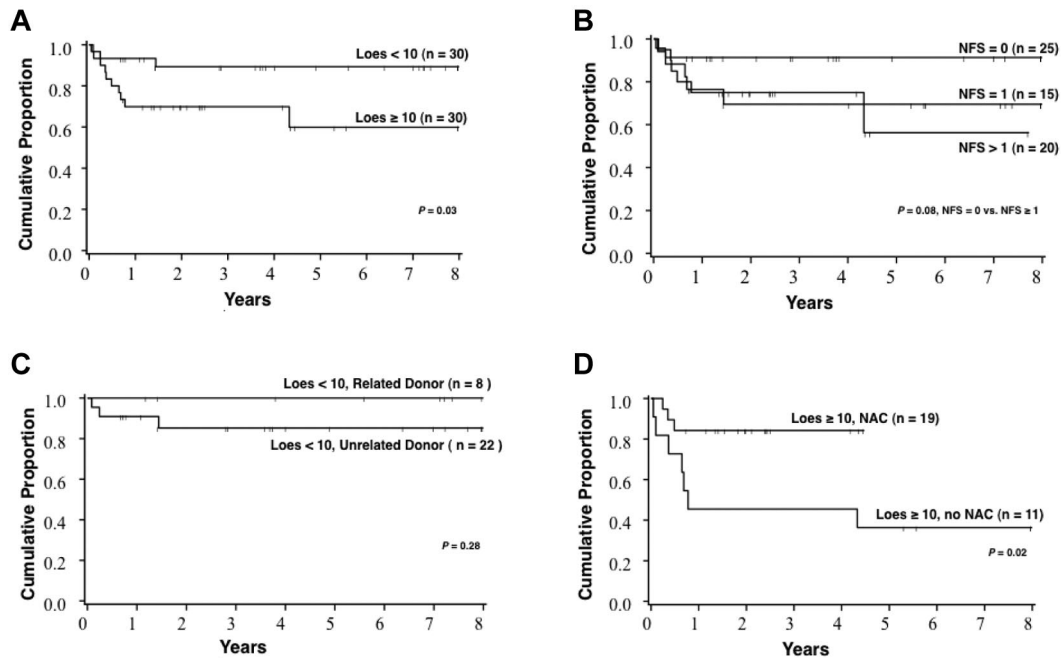 A
Cumulative Proportion
1.0
0.8
0.6
0.4
0.2
0.0
Loes < 10 (n = 30)
Loes ≥ 10 (n = 30)
P = 0.03
0 1 2 3 4 5 6 7 8
Years
B
Cumulative Proportion
1.0
0.8
0.6
0.4
0.2
0.0
NFS = 0 (n = 25)
NFS = 1 (n = 15)
NFS > 1 (n = 20)
P = 0.08, NFS = 0 vs. NFS ≥ 1
0 1 2 3 4 5 6 7 8
Years
C
Cumulative Proportion
1.0
0.8
0.6
0.4
0.2
0.0
Loes < 10, Related Donor (n = 8 )
Loes < 10, Unrelated Donor ( n = 22 )
P = 0.28
0 1 2 3 4 5 6 7 8
Years
D
Cumulative Proportion
1.0
0.8
0.6
0.4
0.2
0.0
Loes ≥ 10, NAC (n = 19)
Loes ≥ 10, no NAC (n = 11)
P = 0.02
0 1 2 3 4 5 6 7 8
Years